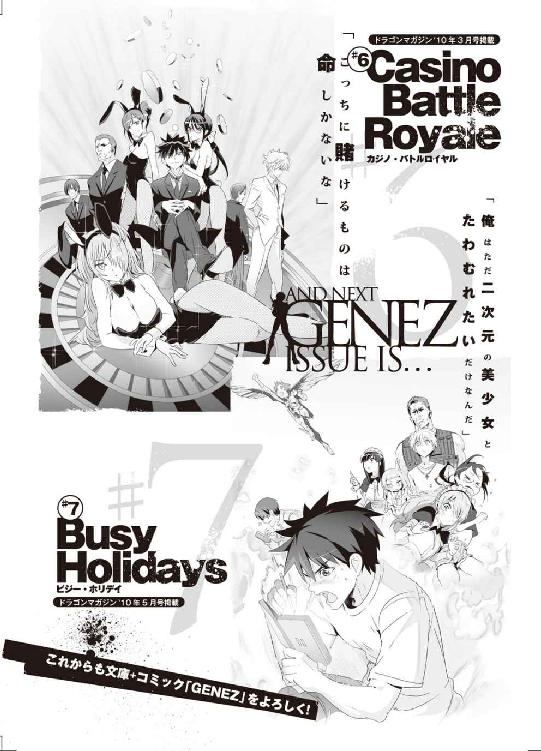 ドラゴンマガジン'10年3月号掲載
#6
Casino
Battle
Royale
カジノ・バトルロイヤル
「こっちに賭けるものは
命しかないな」
「俺はただ二次元の美少女と
たわむれたいだけなんだ」
#6
AND NEXT
GENEZ
ISSUE IS...
#7
#7
Busy
Holidays
ビジー・ホリデイ
ドラゴンマガジン'10年5月号掲載
これからも文庫+コミック「GENEZ」をよろしく!